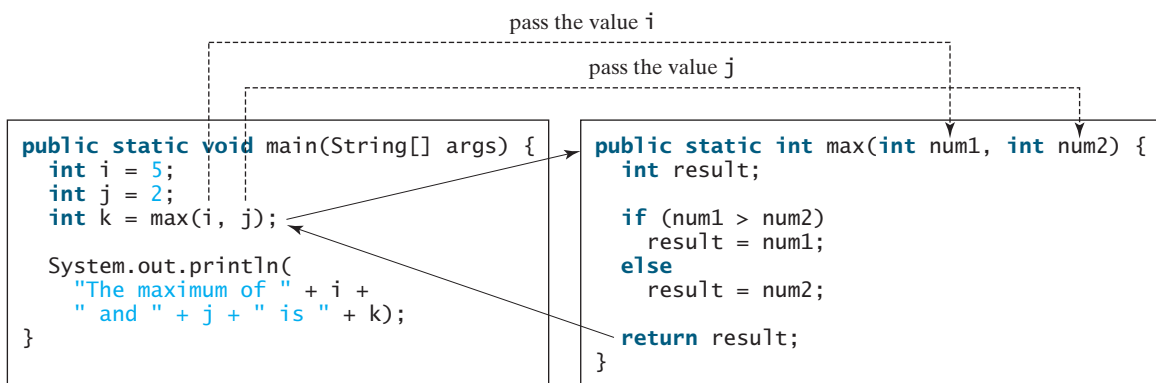 pass the value i
pass the value j
public static void main(String[] args) {
int i = 5;
int j = 2;
int k = max(i, j);
System.out.println(
"The maximum of " + i +
" and " + j + " is " + k);
}
public static int max(int num1, int num2) {
int result;
if (num1 > num2)
result = num1;
else
result = num2;
return result;
}